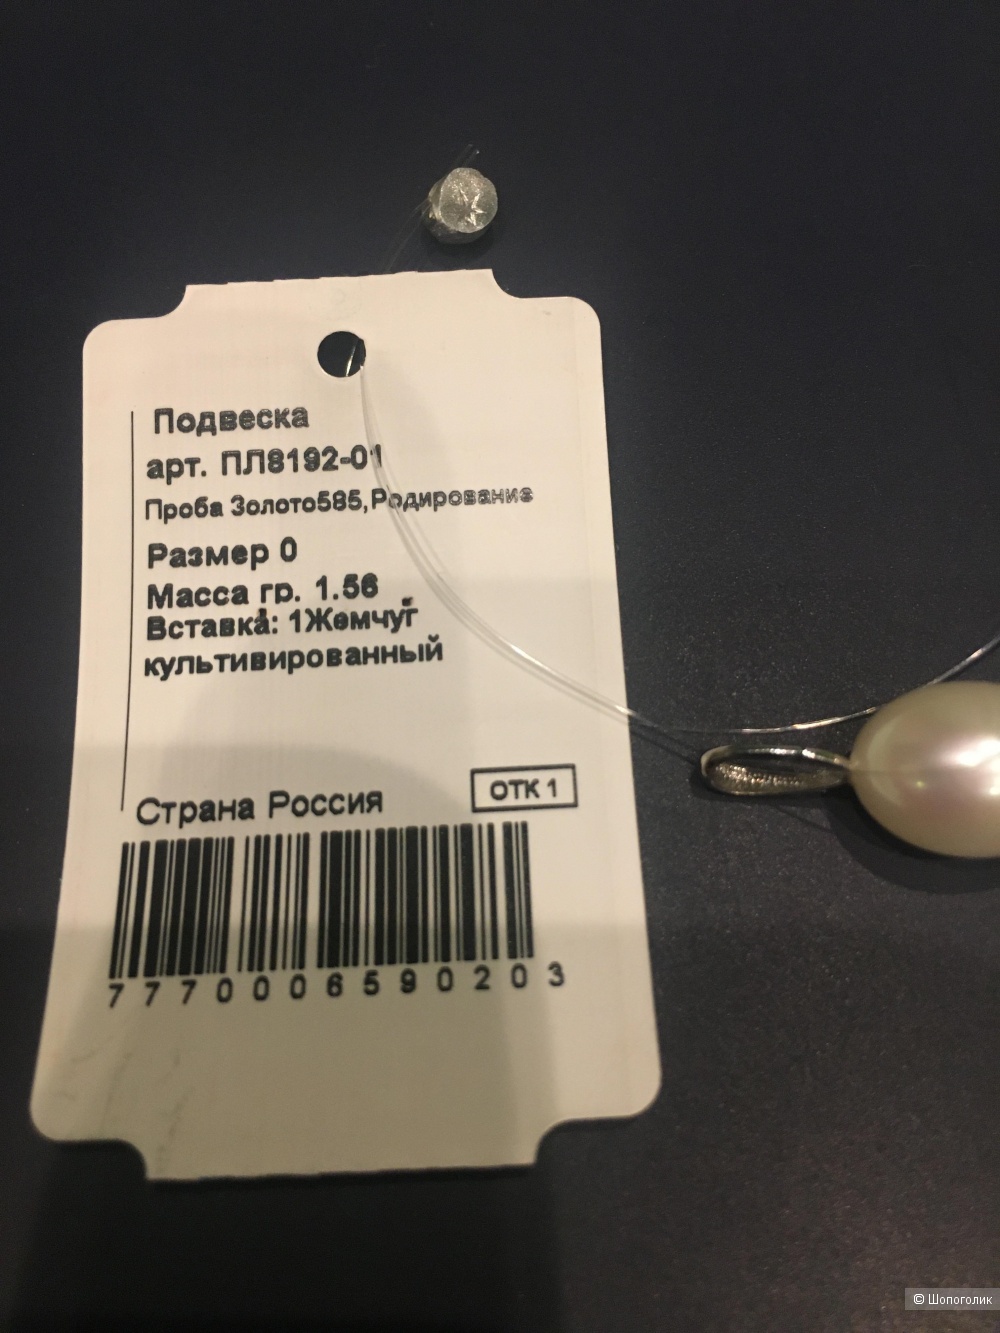 Подвеска
арт. ПЛ8192-01
Проба Золото585,Родирование
Размер 0
Масса гр. 1.56
Вставка: 1Жемчуг
культивированный
Страна Россия
ОТК 1
7770006590203
© Шопоголик